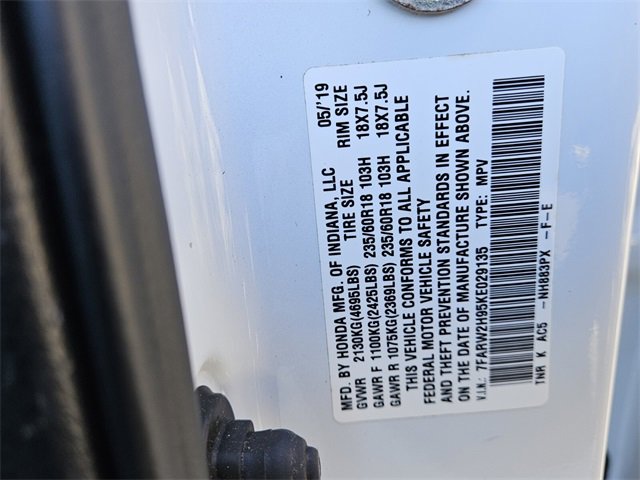 MFD. BY HONDA MFG. OF INDIANA, LLC 05/'19
GVWR 2130KG(4695LBS) TIRE SIZE RIM SIZE
GAWR F 1100KG(2425LBS) 235/60R18 103H 18X7.5J
GAWR R 1075KG(2369LBS) 235/60R18 103H 18X7.5J
THIS VEHICLE CONFORMS TO ALL APPLICABLE
FEDERAL MOTOR VEHICLE SAFETY
AND THEFT PREVENTION STANDARDS IN EFFECT
ON THE DATE OF MANUFACTURE SHOWN ABOVE.
V.I.N.: 7FARW2H95KE029135 TYPE: MPV
TNR K AC5 -NH883PX -F-E